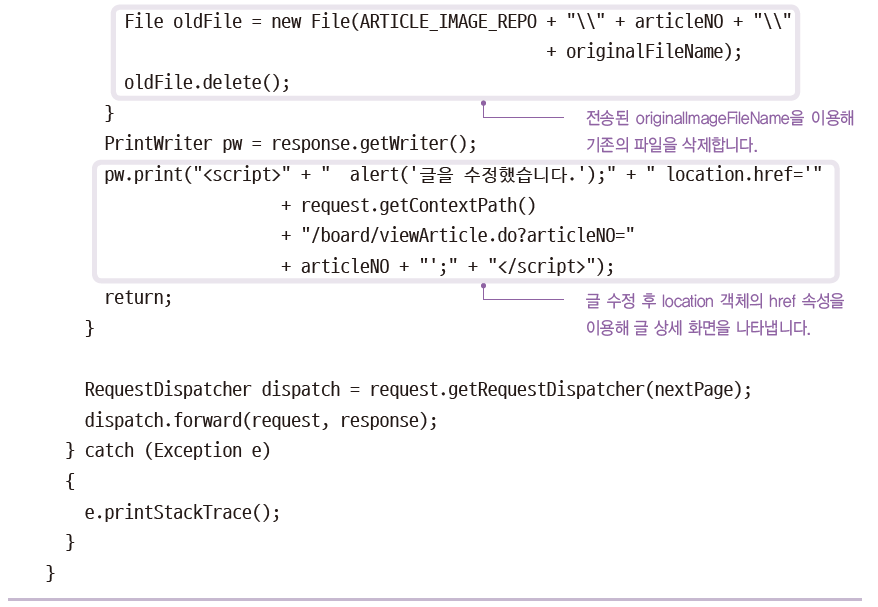 File oldFile = new File(ARTICLE_IMAGE_REPO + "\\" + articleNO + "\\"
+ originalFileName);
oldFile.delete();
}
전송된 originalImageFileName을 이용해
기존의 파일을 삭제합니다.
PrintWriter pw = response.getWriter();
pw.print("<script>" + "  alert('글을 수정했습니다.');" + " location.href='"
+ request.getContextPath()
+ "/board/viewArticle.do?articleNO="
+ articleNO + "';" + "</script>");
return;
글 수정 후 location 객체의 href 속성을
이용해 글 상세 화면을 나타냅니다.
}
RequestDispatcher dispatch = request.getRequestDispatcher(nextPage);
dispatch.forward(request, response);
} catch (Exception e)
{
e.printStackTrace();
}
}